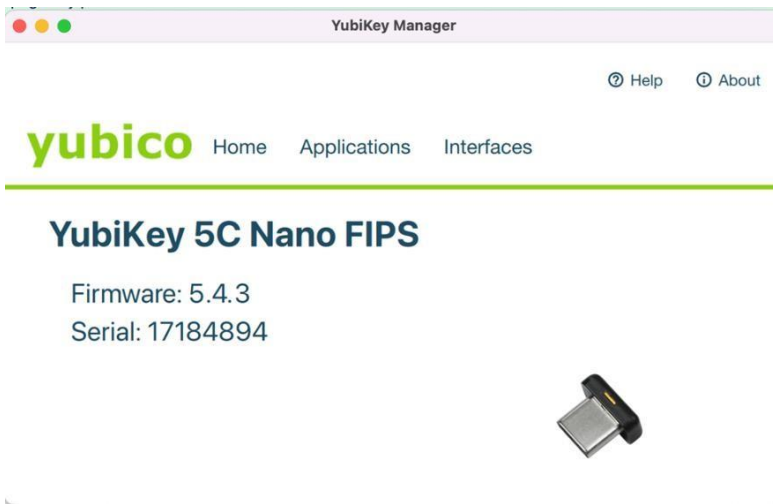 YubiKey Manager
Help About
yubico Home Applications Interfaces
YubiKey 5C Nano FIPS
Firmware: 5.4.3
Serial: 17184894